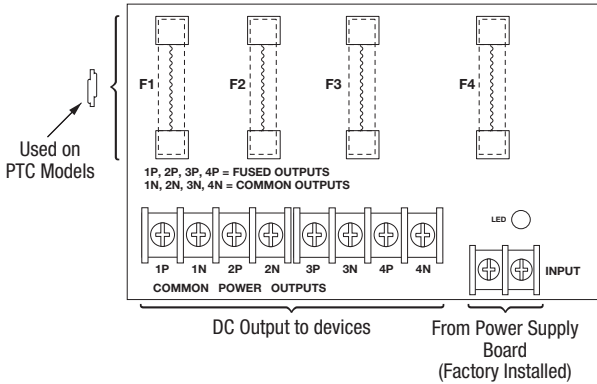 F1
F2
F3
F4
Used on
PTC Models
1P, 2P, 3P, 4P = FUSED OUTPUTS
1N, 2N, 3N, 4N = COMMON OUTPUTS
LED
1P 1N 2P 2N 3P 3N 4P 4N
INPUT
COMMON POWER OUTPUTS
DC Output to devices
From Power Supply
Board
(Factory Installed)